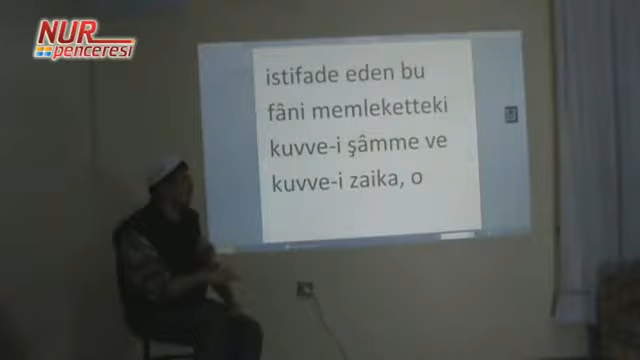 NUR
penceresi
istifade eden bu
fâni memleketteki
kuvve-i şâmme ve
kuvve-i zaika, o